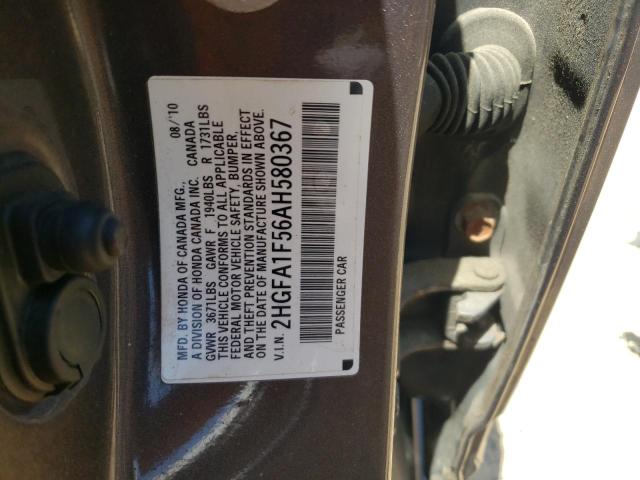 MFD. BY HONDA OF CANADA MFG., 08/'10
A DIVISION OF HONDA CANADA INC. CANADA
GVWR 3671LBS GAWR F 1940LBS R 1731LBS
THIS VEHICLE CONFORMS TO ALL APPLICABLE
FEDERAL MOTOR VEHICLE SAFETY, BUMPER,
AND THEFT PREVENTION STANDARDS IN EFFECT
ON THE DATE OF MANUFACTURE SHOWN ABOVE.
V.I.N. 2HGFA1F56AH580367
PASSENGER CAR